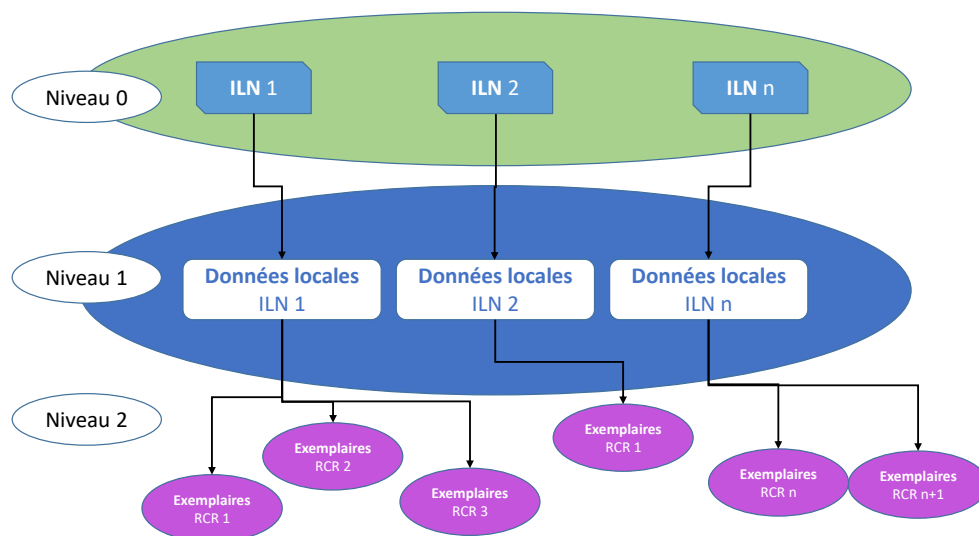 Niveau 0
ILN 1
ILN 2
ILN n
Niveau 1
Données locales
ILN 1
Données locales
ILN 2
Données locales
ILN n
Niveau 2
Exemplaires
RCR 1
Exemplaires
RCR 2
Exemplaires
RCR 3
Exemplaires
RCR 1
Exemplaires
RCR n
Exemplaires
RCR n+1